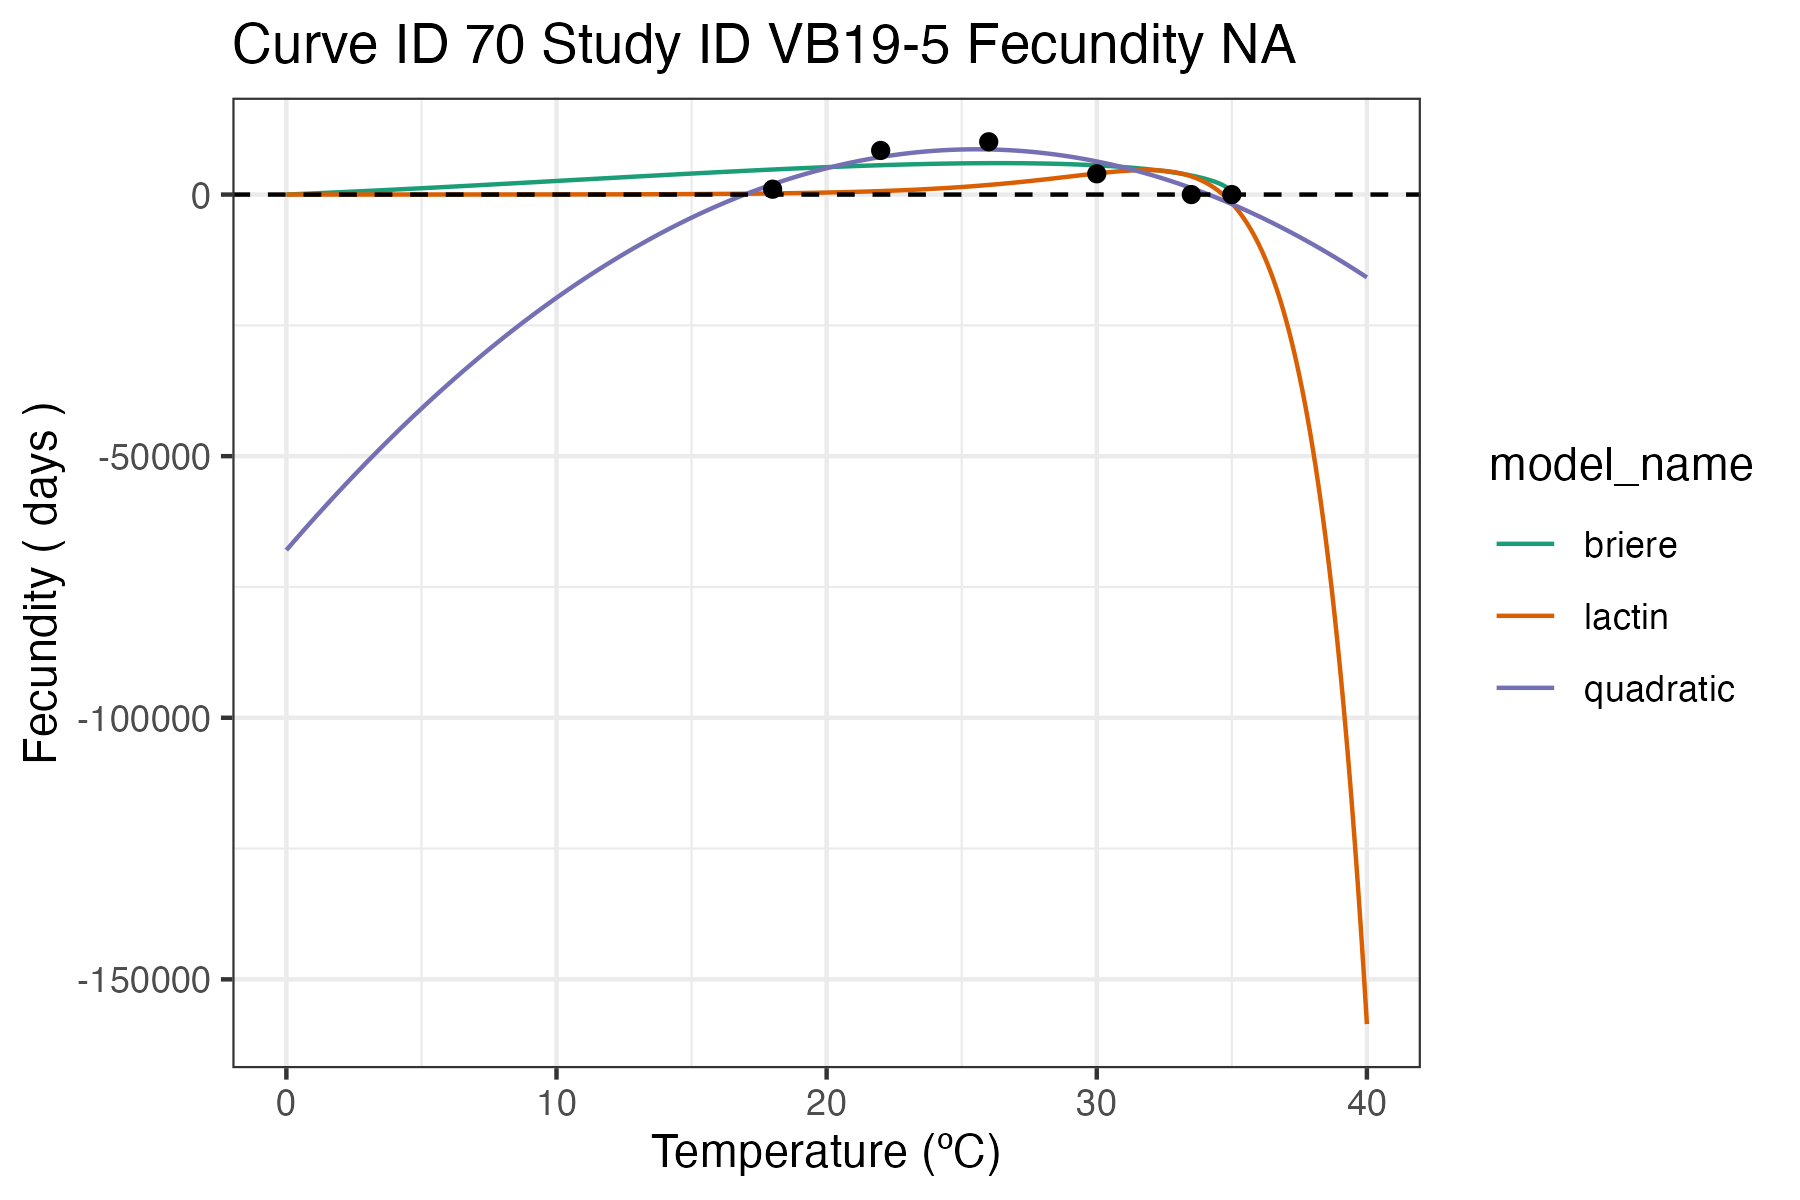 Curve ID 70 Study ID VB19-5 Fecundity NA
0
-50000
-100000
-150000
Fecundity ( days )
0 10 20 30 40
Temperature (ºC)
model_name
briere
lactin
quadratic